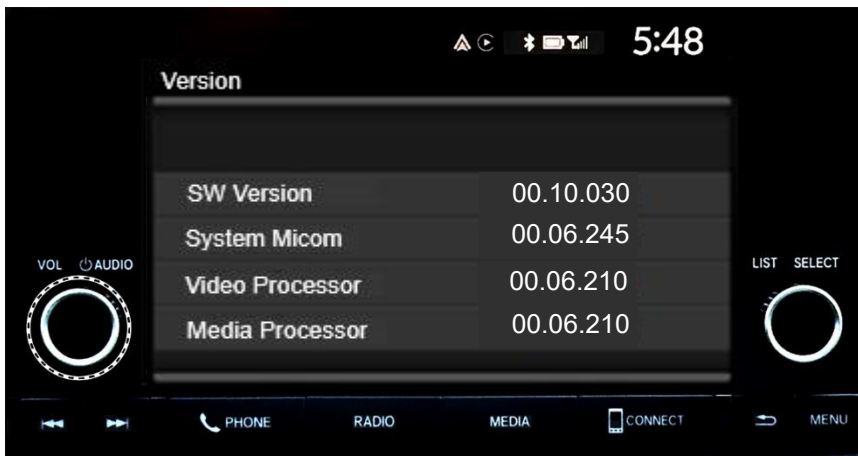 5:48
Version
SW Version 00.10.030
System Micom 00.06.245
VOL AUDIO
LIST SELECT
Video Processor 00.06.210
Media Processor 00.06.210
PHONE RADIO MEDIA CONNECT MENU